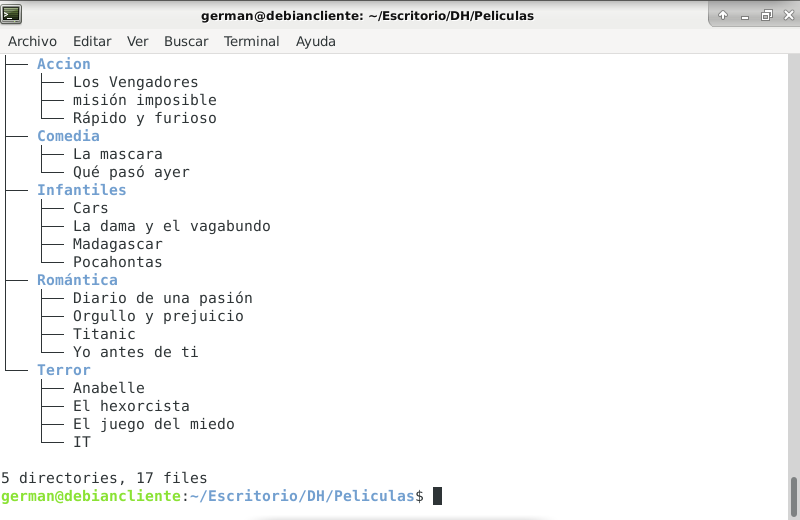 german@debiancliente: ~/Escritorio/DH/Peliculas
Archivo Editar Ver Buscar Terminal Ayuda
├── Accion
│   ├── Los Vengadores
│   ├── misión imposible
│   └── Rápido y furioso
├── Comedia
│   ├── La mascara
│   └── Qué pasó ayer
├── Infantiles
│   ├── Cars
│   ├── La dama y el vagabundo
│   ├── Madagascar
│   └── Pocahontas
├── Romántica
│   ├── Diario de una pasión
│   ├── Orgullo y prejuicio
│   ├── Titanic
│   └── Yo antes de ti
└── Terror
    ├── Anabelle
    ├── El hexorcista
    ├── El juego del miedo
    └── IT
5 directories, 17 files
german@debiancliente:~/Escritorio/DH/Peliculas$